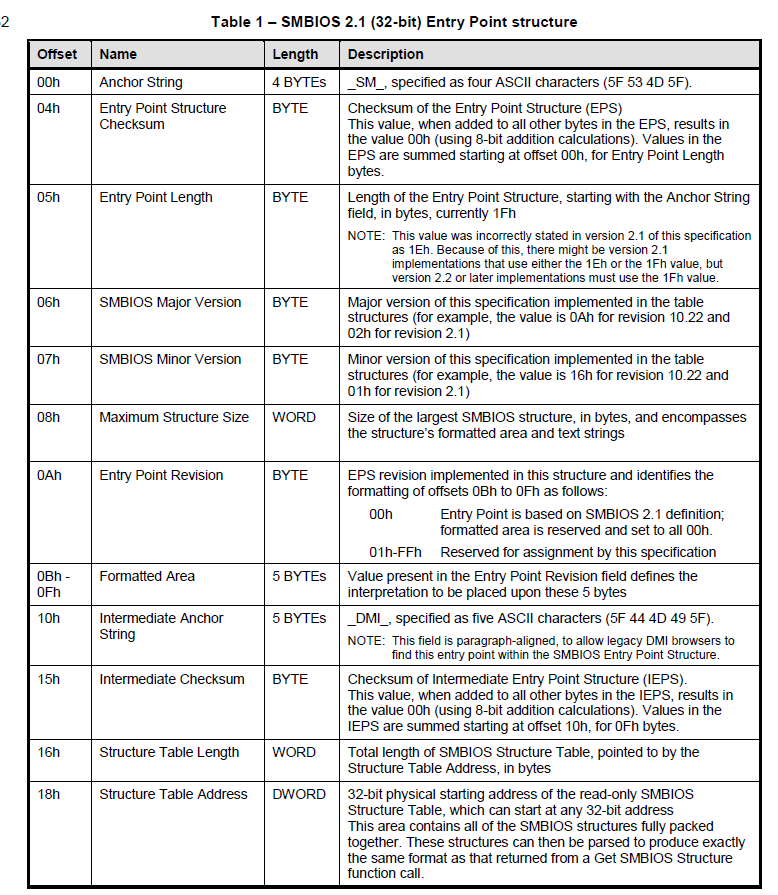 2
Table 1 – SMBIOS 2.1 (32-bit) Entry Point structure
Offset Name Length Description
00h Anchor String 4 BYTEs _SM_, specified as four ASCII characters (5F 53 4D 5F).
04h Entry Point Structure BYTE Checksum of the Entry Point Structure (EPS)
Checksum This value, when added to all other bytes in the EPS, results in
the value 00h (using 8-bit addition calculations). Values in the
EPS are summed starting at offset 00h, for Entry Point Length
bytes.
05h Entry Point Length BYTE Length of the Entry Point Structure, starting with the Anchor String
field, in bytes, currently 1Fh
NOTE: This value was incorrectly stated in version 2.1 of this specification
as 1Eh. Because of this, there might be version 2.1
implementations that use either the 1Eh or the 1Fh value, but
version 2.2 or later implementations must use the 1Fh value.
06h SMBIOS Major Version BYTE Major version of this specification implemented in the table
structures (for example, the value is 0Ah for revision 10.22 and
02h for revision 2.1)
07h SMBIOS Minor Version BYTE Minor version of this specification implemented in the table
structures (for example, the value is 16h for revision 10.22 and
01h for revision 2.1)
08h Maximum Structure Size WORD Size of the largest SMBIOS structure, in bytes, and encompasses
the structure's formatted area and text strings
0Ah Entry Point Revision BYTE EPS revision implemented in this structure and identifies the
formatting of offsets 0Bh to 0Fh as follows:
00h Entry Point is based on SMBIOS 2.1 definition;
formatted area is reserved and set to all 00h.
01h-FFh Reserved for assignment by this specification
0Bh - Formatted Area 5 BYTEs Value present in the Entry Point Revision field defines the
0Fh interpretation to be placed upon these 5 bytes
10h Intermediate Anchor 5 BYTEs _DMI_, specified as five ASCII characters (5F 44 4D 49 5F).
String
NOTE: This field is paragraph-aligned, to allow legacy DMI browsers to
find this entry point within the SMBIOS Entry Point Structure.
15h Intermediate Checksum BYTE Checksum of Intermediate Entry Point Structure (IEPS).
This value, when added to all other bytes in the IEPS, results in
the value 00h (using 8-bit addition calculations). Values in the
IEPS are summed starting at offset 10h, for 0Fh bytes.
16h Structure Table Length WORD Total length of SMBIOS Structure Table, pointed to by the
Structure Table Address, in bytes
18h Structure Table Address DWORD 32-bit physical starting address of the read-only SMBIOS
Structure Table, which can start at any 32-bit address
This area contains all of the SMBIOS structures fully packed
together. These structures can then be parsed to produce exactly
the same format as that returned from a Get SMBIOS Structure
function call.